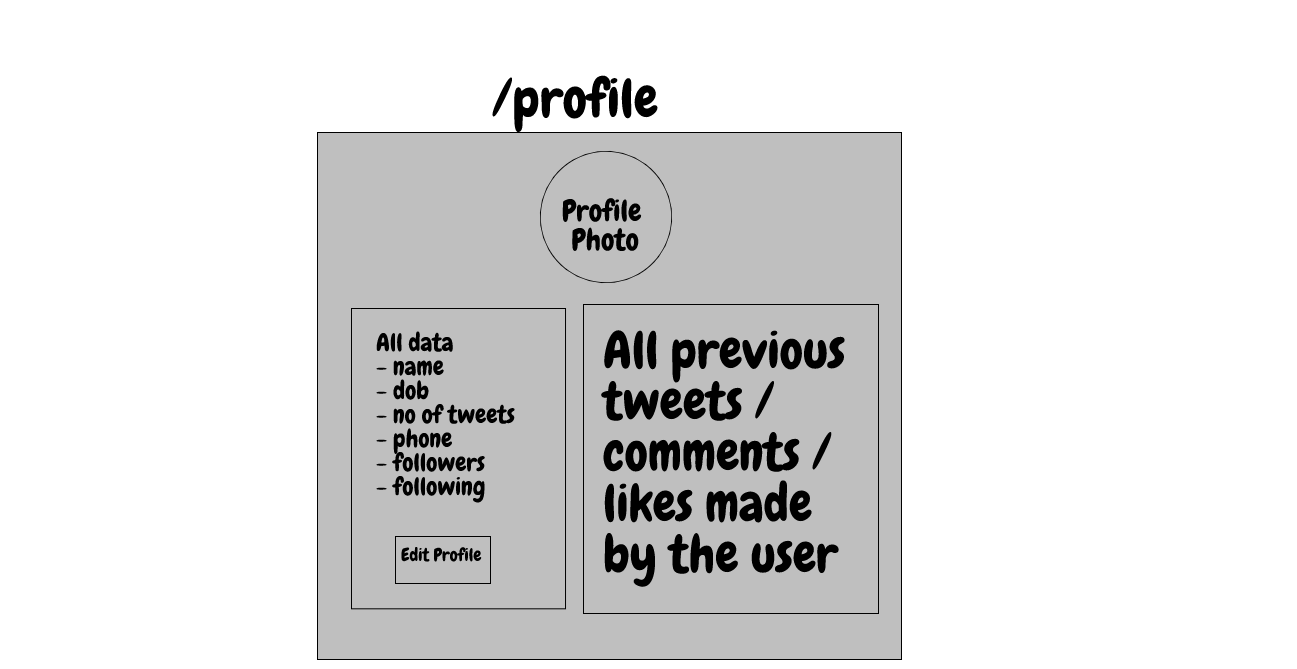 /profile
Profile
Photo
All data
- name
- dob
- no of tweets
- phone
- followers
- following
Edit Profile
All previous
tweets /
comments /
likes made
by the user